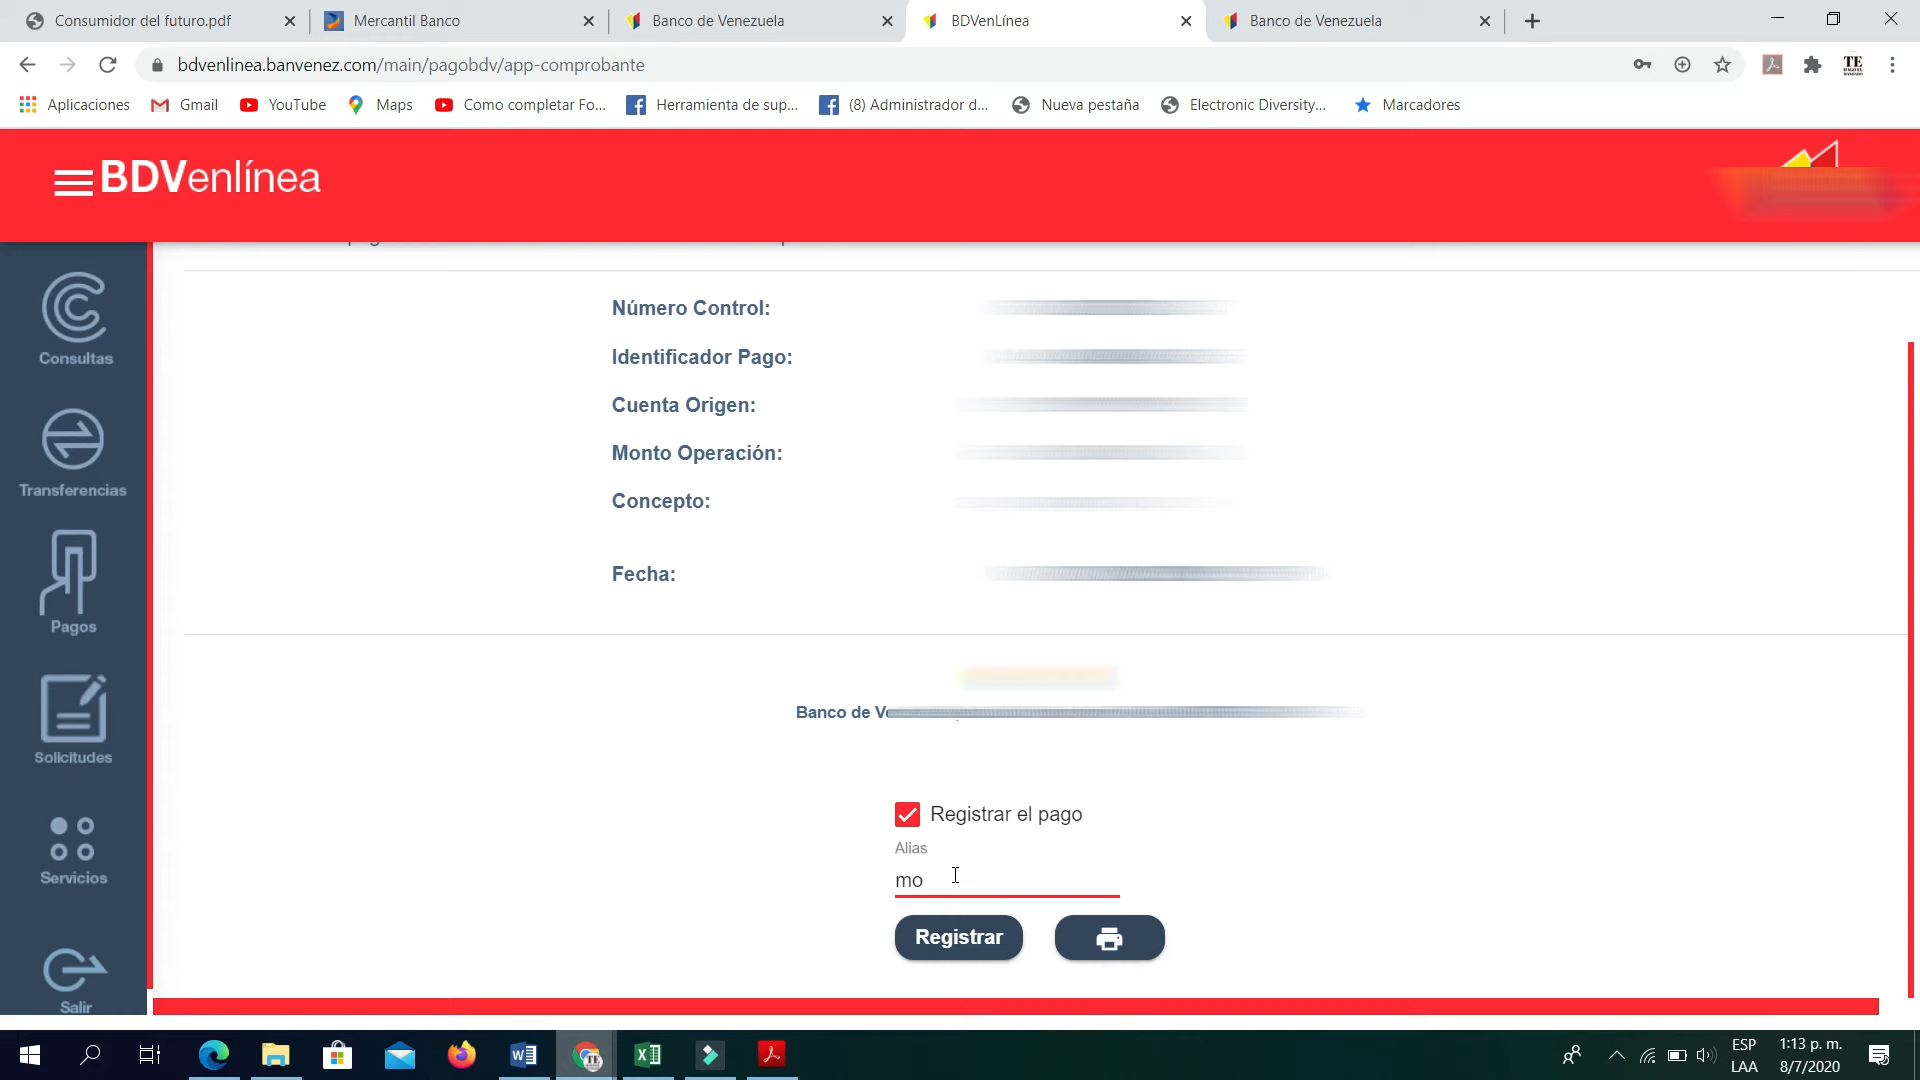 Consumidor del futuro.pdf
Mercantil Banco
Banco de Venezuela
BDVenLínea
Banco de Venezuela
bdvenlinea.banvenez.com/main/pagobdv/app-comprobante
TE
Aplicaciones
Gmail
YouTube
Maps
Como completar Fo...
Herramienta de sup...
(8) Administrador d...
Nueva pestaña
Electronic Diversity...
Marcadores
BDVenlínea
Consultas
Transferencias
Pagos
Solicitudes
Servicios
Salir
Número Control:
Identificador Pago:
Cuenta Origen:
Monto Operación:
Concepto:
Fecha:
Banco de
Registrar el pago
Alias
mo
Registrar
ESP
LAA
1:13 p. m.
8/7/2020